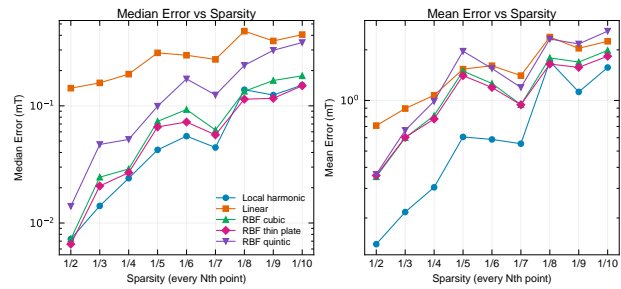 Median Error vs Sparsity
Median Error (mT)
10⁻¹
10⁻²
Local harmonic
Linear
RBF cubic
RBF thin plate
RBF quintic
1/2 1/3 1/4 1/5 1/6 1/7 1/8 1/9 1/10
Sparsity (every Nth point)
Mean Error vs Sparsity
Mean Error (mT)
10⁰
1/2 1/3 1/4 1/5 1/6 1/7 1/8 1/9 1/10
Sparsity (every Nth point)